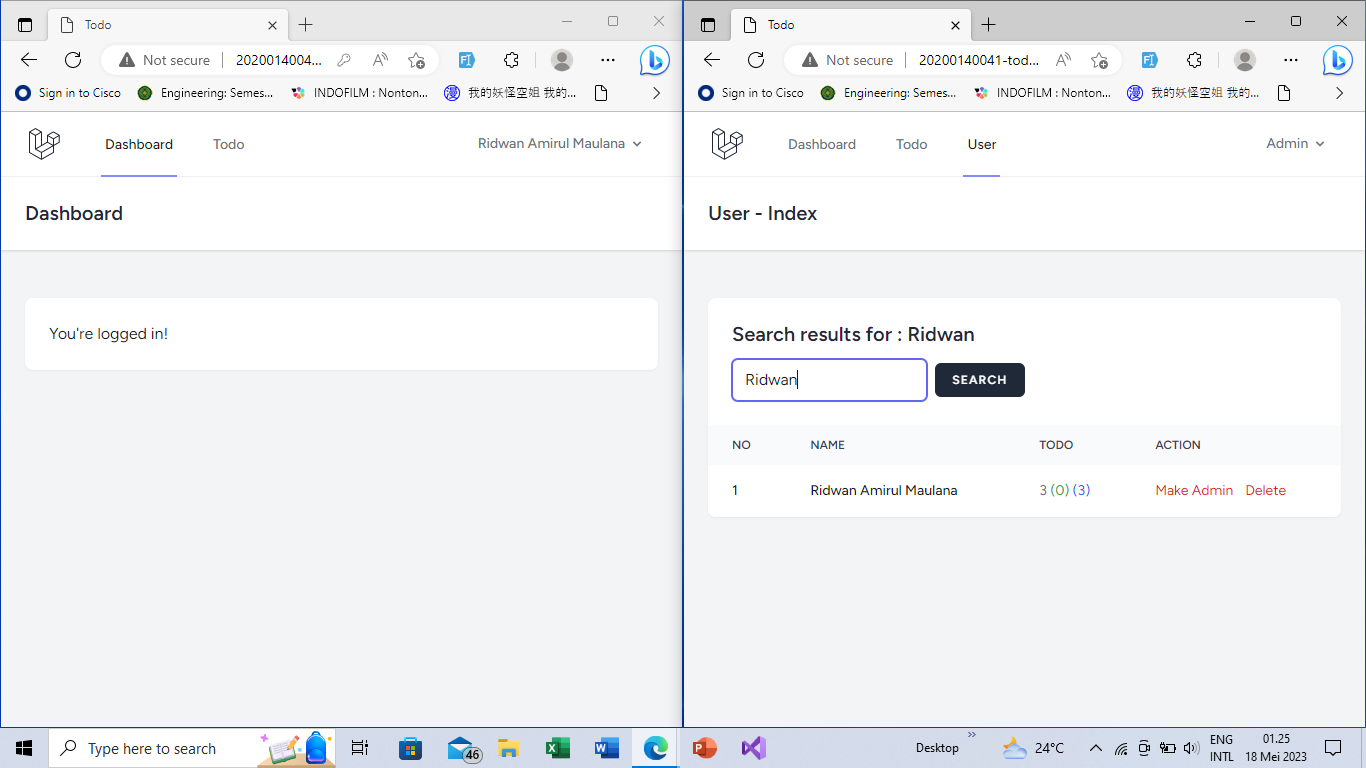 Todo
Not secure
2020014004...
Sign in to Cisco
Engineering: Semes...
INDOFILM : Nonton...
我的妖怪空姐 我的...
Dashboard
Todo
Ridwan Amirul Maulana
Dashboard
You're logged in!
Todo
Not secure
20200140041-tod...
Sign in to Cisco
Engineering: Semes...
INDOFILM : Nonton...
我的妖怪空姐 我的...
Dashboard
Todo
User
Admin
User - Index
Search results for : Ridwan
Ridwan
SEARCH
NO NAME TODO ACTION
1 Ridwan Amirul Maulana 3 (0) (3) Make Admin Delete
Type here to search
46
Desktop
24°C
ENG
INTL
01.25
18 Mei 2023